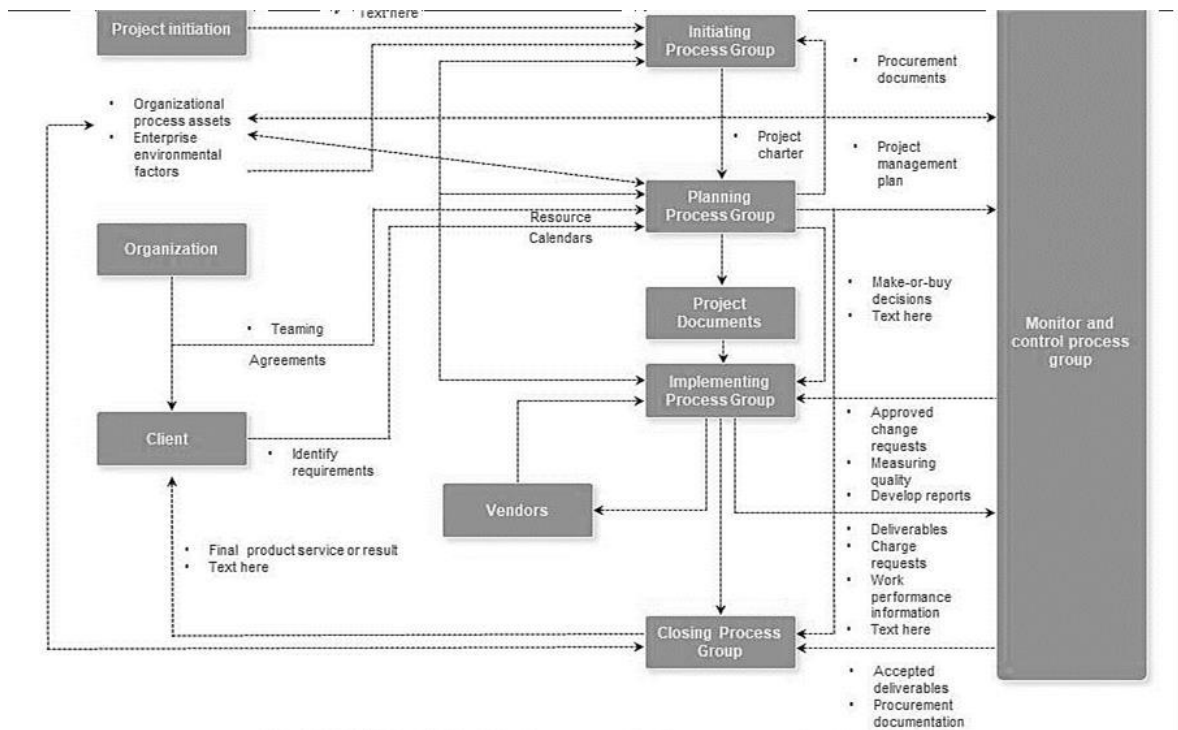 Text here
Project initiation
Initiating
Process Group
• Procurement
documents
• Organizational
process assets
• Enterprise
environmental
factors
• Project
charter
• Project
management
plan
Planning
Process Group
Resource
Calendars
Organization
• Make-or-buy
decisions
• Text here
Project
Documents
Monitor and
control process
group
• Teaming
Agreements
Implementing
Process Group
• Approved
change
requests
• Measuring
quality
• Develop reports
Client
• Identify
requirements
Vendors
• Deliverables
• Charge
requests
• Work
performance
information
• Text here
• Final product service or result
• Text here
Closing Process
Group
• Accepted
deliverables
• Procurement
documentation